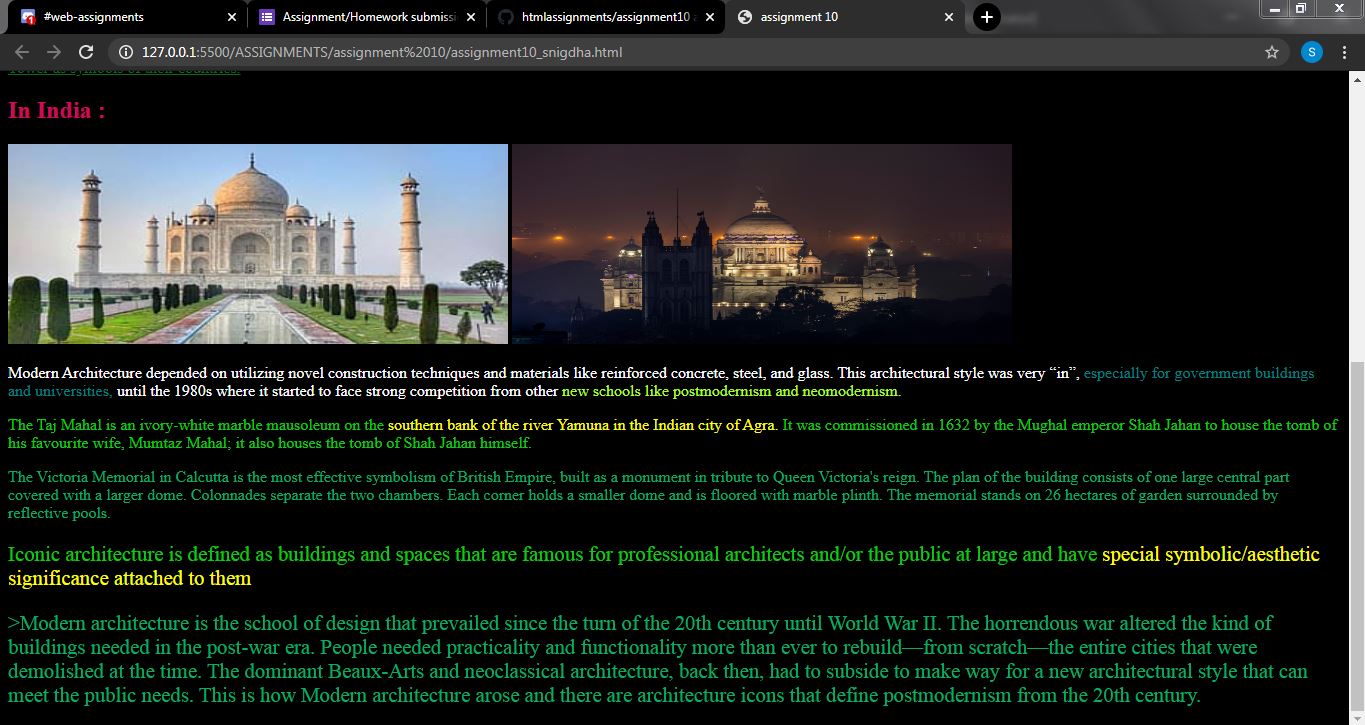 #web-assignments
Assignment/Homework submissi
htmlassignments/assignment10
assignment 10
127.0.0.1:5500/ASSIGNMENTS/assignment%2010/assignment10_snigdha.html
S
Tower as symbols of their countries.
In India :
Modern Architecture depended on utilizing novel construction techniques and materials like reinforced concrete, steel, and glass. This architectural style was very “in”, especially for government buildings
and universities, until the 1980s where it started to face strong competition from other new schools like postmodernism and neomodernism.
The Taj Mahal is an ivory-white marble mausoleum on the southern bank of the river Yamuna in the Indian city of Agra. It was commissioned in 1632 by the Mughal emperor Shah Jahan to house the tomb of
his favourite wife, Mumtaz Mahal; it also houses the tomb of Shah Jahan himself.
The Victoria Memorial in Calcutta is the most effective symbolism of British Empire, built as a monument in tribute to Queen Victoria's reign. The plan of the building consists of one large central part
covered with a larger dome. Colonnades separate the two chambers. Each corner holds a smaller dome and is floored with marble plinth. The memorial stands on 26 hectares of garden surrounded by
reflective pools.
Iconic architecture is defined as buildings and spaces that are famous for professional architects and/or the public at large and have special symbolic/aesthetic
significance attached to them
>Modern architecture is the school of design that prevailed since the turn of the 20th century until World War II. The horrendous war altered the kind of
buildings needed in the post-war era. People needed practicality and functionality more than ever to rebuild—from scratch—the entire cities that were
demolished at the time. The dominant Beaux-Arts and neoclassical architecture, back then, had to subside to make way for a new architectural style that can
meet the public needs. This is how Modern architecture arose and there are architecture icons that define postmodernism from the 20th century.